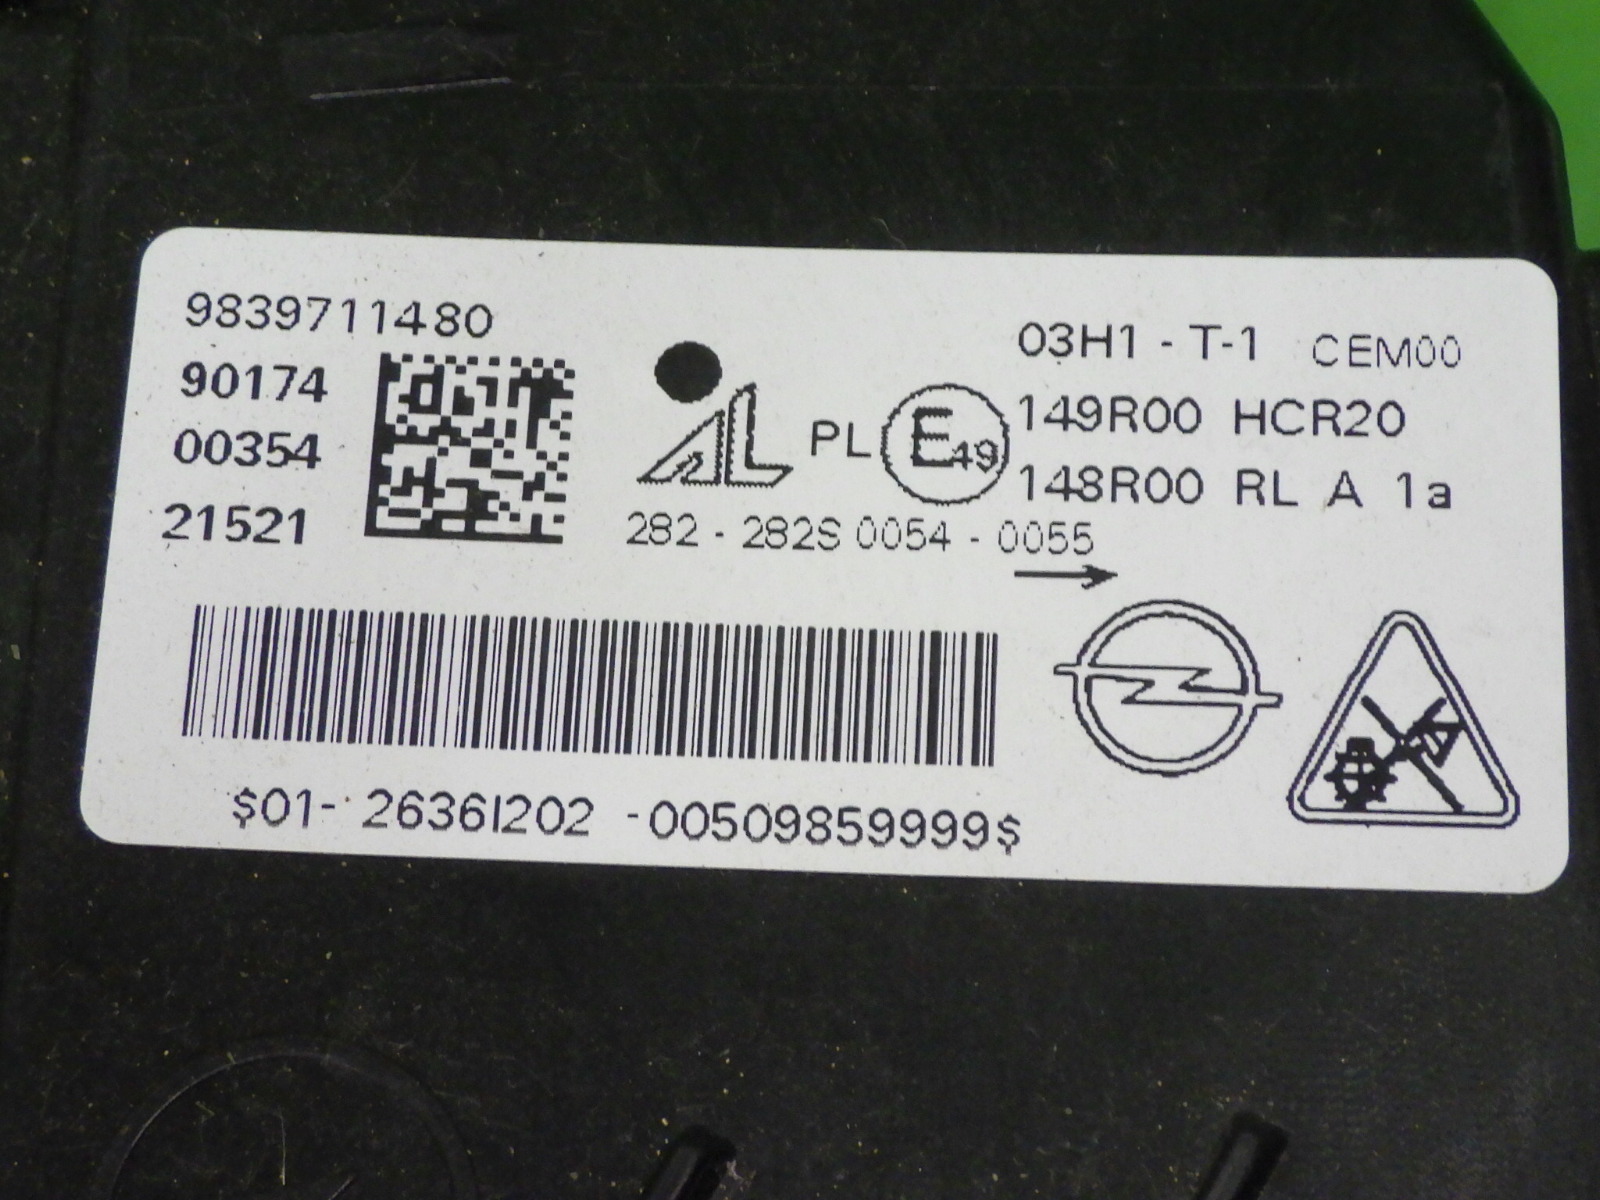 9839711480
90174
00354
21521
AL PL E49
03H1 - T-1 CEM00
149R00 HCR20
148R00 RL A 1a
282 - 282S 0054 - 0055
$01- 2636I202 -00509859999$